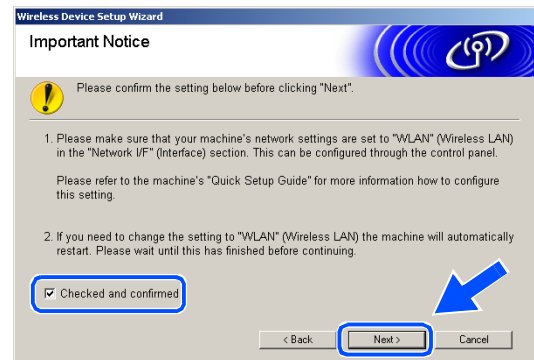 Wireless Device Setup Wizard
Important Notice
Please confirm the setting below before clicking "Next".
1. Please make sure that your machine's network settings are set to "WLAN" (Wireless LAN)
in the "Network I/F" (Interface) section. This can be configured through the control panel.
Please refer to the machine's "Quick Setup Guide" for more information how to configure
this setting.
2. If you need to change the setting to "WLAN" (Wireless LAN) the machine will automatically
restart. Please wait until this has finished before continuing.
Checked and confirmed
< Back
Next >
Cancel